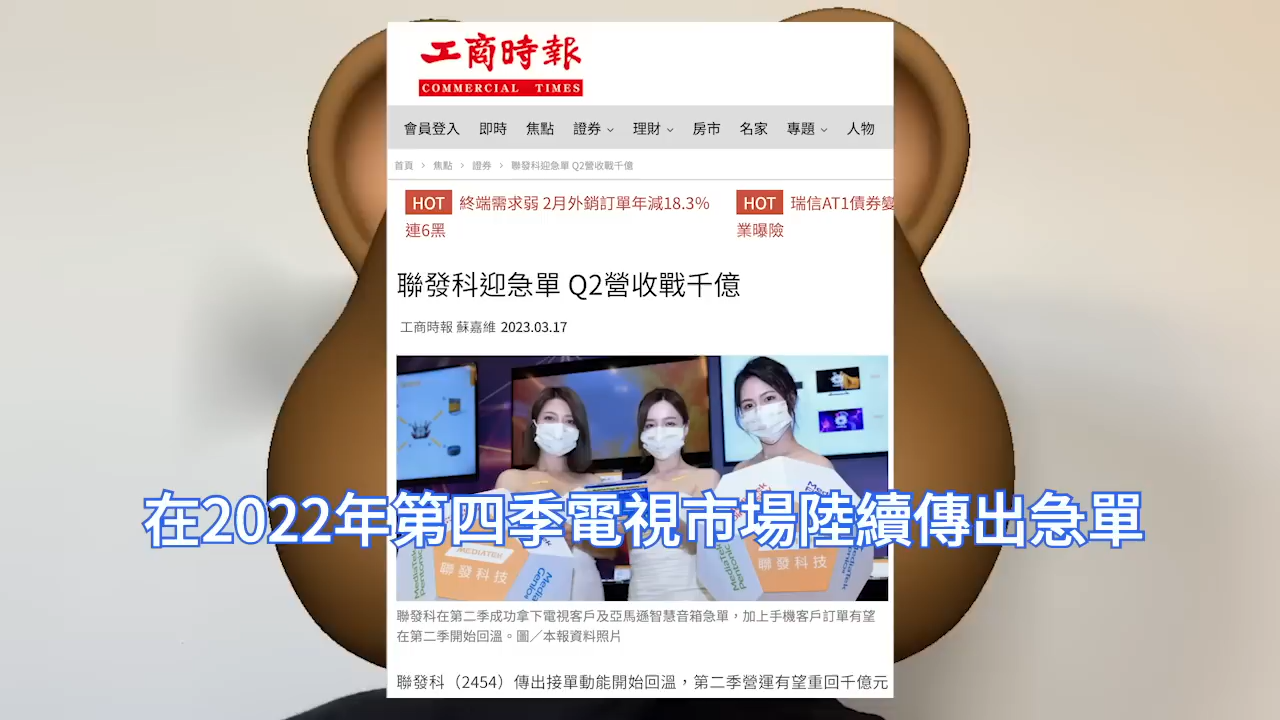 工商時報
COMMERCIAL TIMES
會員登入 即時 焦點 證券 理財 房市 名家 專題 人物
首頁 > 焦點 > 證券 > 聯發科迎急單 Q2營收戰千億
HOT 終端需求弱 2月外銷訂單年減18.3%
連6黑
HOT 瑞信AT1債券變
業曝險
聯發科迎急單 Q2營收戰千億
工商時報 蘇嘉維 2023.03.17
在2022年第四季電視市場陸續傳出急單
MEDIATEK
聯發科技
MediaTek
Genio
MediaTek
Pentonic
聯發科技
聯發科在第二季成功拿下電視客戶及亞馬遜智慧音箱急單,加上手機客戶訂單有望
在第二季開始回溫。圖／本報資料照片
聯發科(2454)傳出接單動能開始回溫,第二季營運有望重回千億元